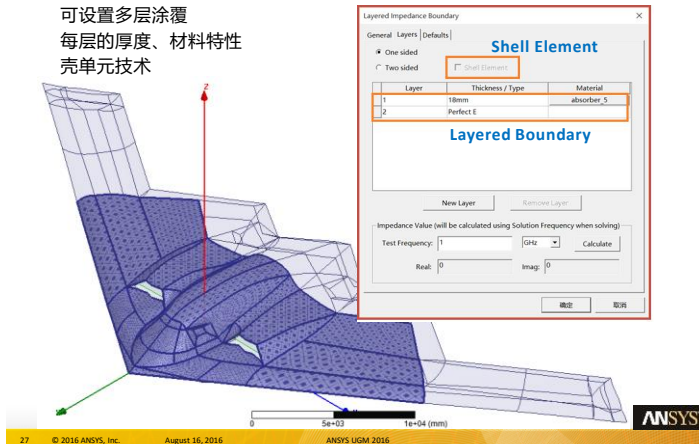 可设置多层涂覆
每层的厚度、材料特性
壳单元技术
Layered Impedance Boundary
General Layers Defaults
One sided
Two sided
Shell Element
Shell Element
Layer Thickness / Type Material
1 18mm absorber_5
2 Perfect E
Layered Boundary
New Layer Remove Layer
Impedance Value (will be calculated using Solution Frequency when solving)
Test Frequency: 1 GHz Calculate
Real: 0 Imag: 0
确定 取消
z
0 5e+03 1e+04 (mm)
ANSYS
27 © 2016 ANSYS, Inc. August 16, 2016 ANSYS UGM 2016